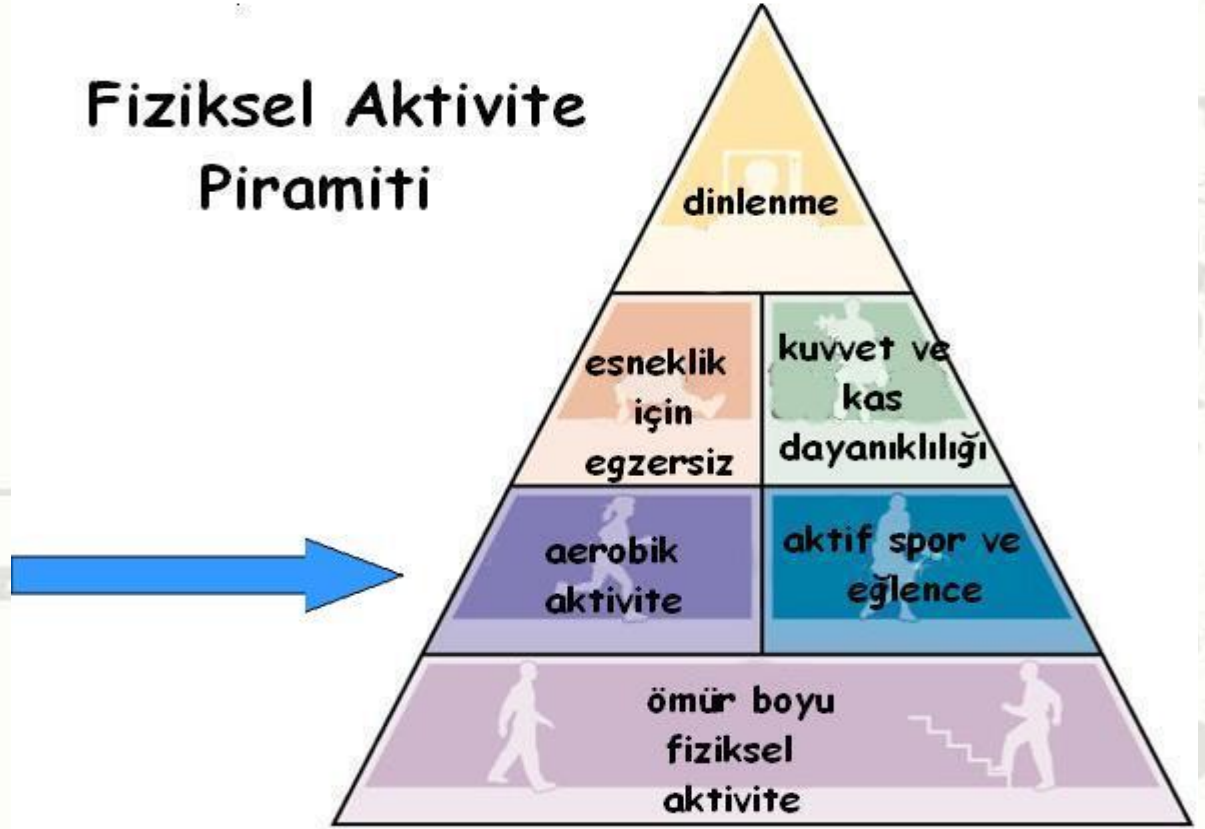 Fiziksel Aktivite
Piramiti
dinlenme
esneklik
için
egzersiz
kuvvet ve
kas
dayanıklılığı
aerobik
aktivite
aktif spor ve
eğlence
ömür boyu
fiziksel
aktivite